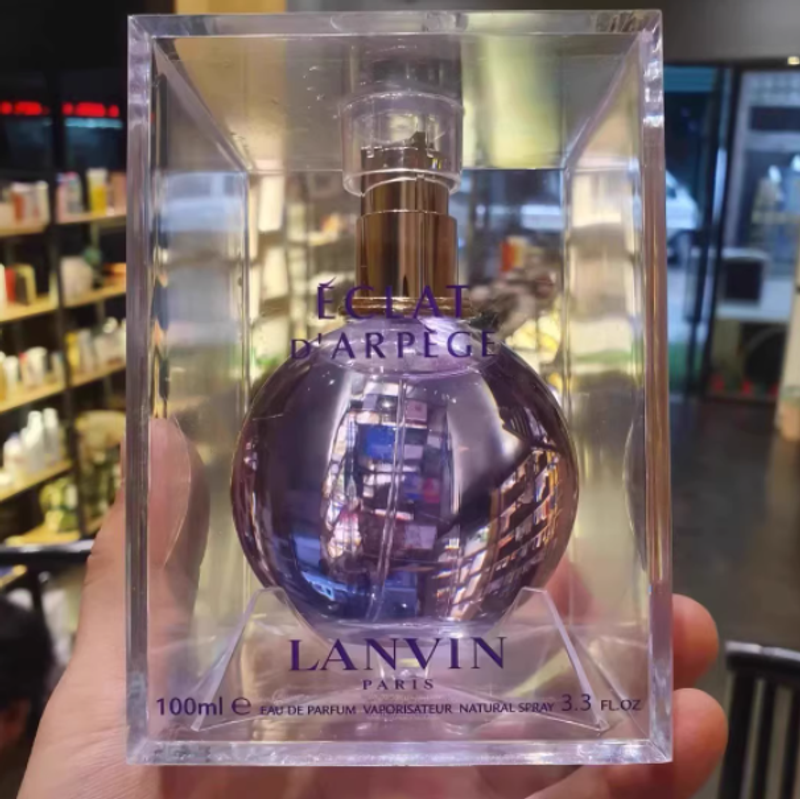 ÉCLAT
D'ARPÈGE
LANVIN
PARIS
100ml e EAU DE PARFUM VAPORISATEUR NATURAL SPRAY 3.3 FL.OZ